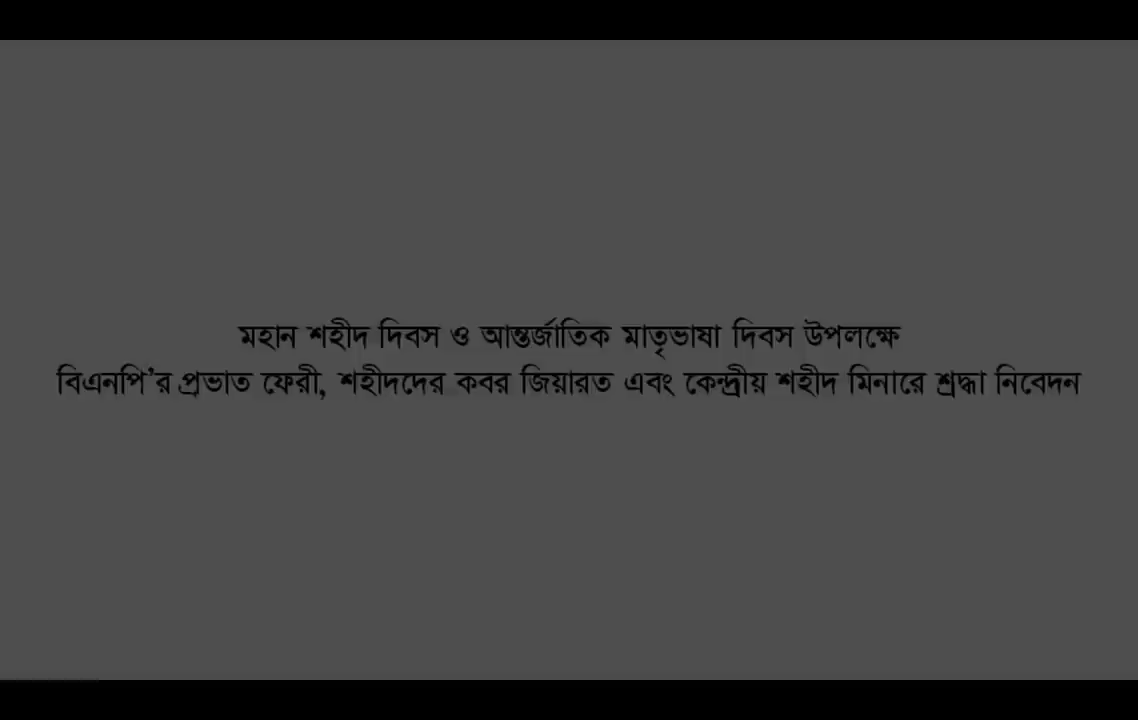 মহান শহীদ দিবস ও আন্তর্জাতিক মাতৃভাষা দিবস উপলক্ষে
বিএনপি’র প্রভাত ফেরী, শহীদদের কবর জিয়ারত এবং কেন্দ্রীয় শহীদ মিনারে শ্রদ্ধা নিবেদন